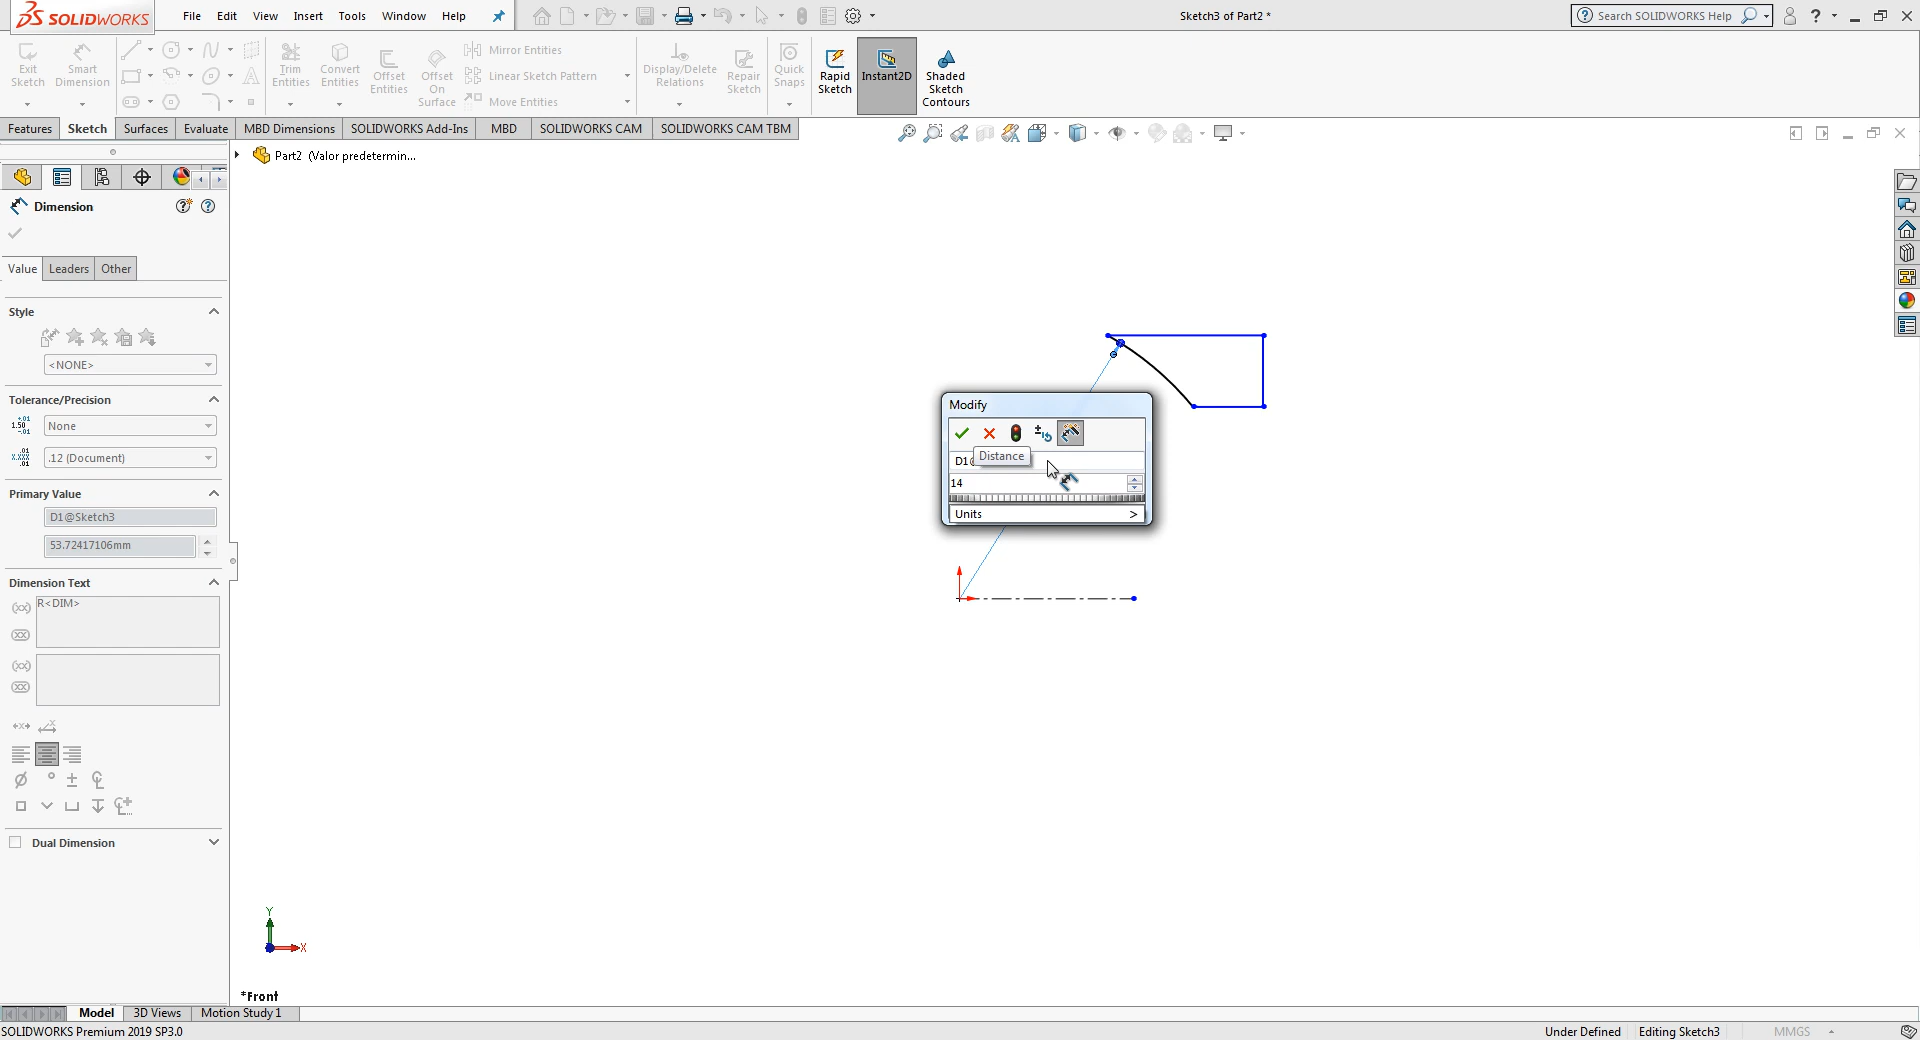 SOLIDWORKS
File Edit View Insert Tools Window Help
Sketch3 of Part2 *
Search SOLIDWORKS Help
Exit Sketch
Smart Dimension
Trim Entities
Convert Entities
Offset Entities
Offset On Surface
Mirror Entities
Linear Sketch Pattern
Move Entities
Display/Delete Relations
Repair Sketch
Quick Snaps
Rapid Sketch
Instant2D
Shaded Sketch Contours
Features Sketch Surfaces Evaluate MBD Dimensions SOLIDWORKS Add-Ins MBD SOLIDWORKS CAM SOLIDWORKS CAM TBM
Part2 (Valor predetermin...
Dimension
Value Leaders Other
Style
<NONE>
Tolerance/Precision
None
.12 (Document)
Primary Value
D1@Sketch3
53.72417106mm
Dimension Text
R<DIM>
Dual Dimension
Modify
Distance
14
Units >
Y
X
*Front
Model 3D Views Motion Study 1
SOLIDWORKS Premium 2019 SP3.0
Under Defined Editing Sketch3 MMGS